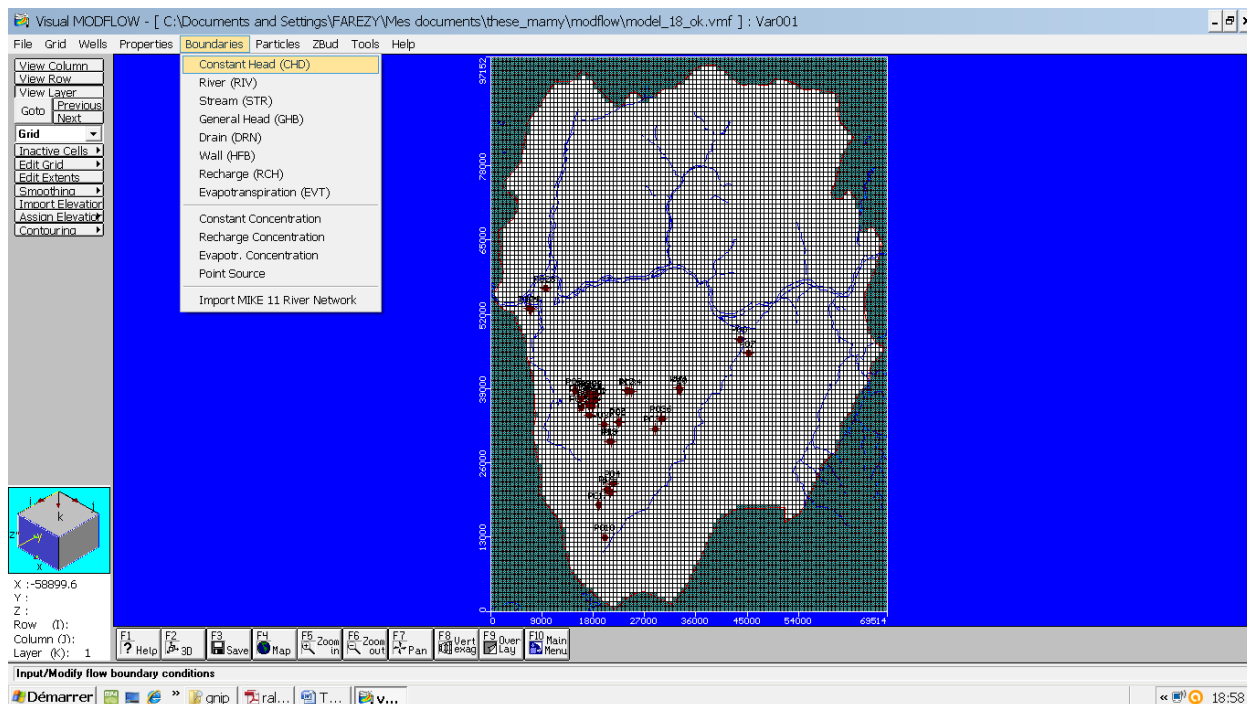 Visual MODFLOW - [ C:\Documents and Settings\FAREZY\Mes documents\these_mamy\modflow\model_18_ok.vmf ] : Var001
File Grid Wells Properties Boundaries Particles ZBud Tools Help
View Column
View Row
View Layer
Goto Previous
Next
Grid
Inactive Cells
Edit Grid
Edit Extents
Smoothing
Import Elevation
Assign Elevation
Contouring
Constant Head (CHD)
River (RIV)
Stream (STR)
General Head (GHB)
Drain (DRN)
Wall (HFB)
Recharge (RCH)
Evapotranspiration (EVT)
Constant Concentration
Recharge Concentration
Evapotr. Concentration
Point Source
Import MIKE 11 River Network
97152
78000
65000
52000
39000
26000
13000
0
0 9000 18000 27000 36000 45000 54000 69514
PO36
PO10
i j
k
Z
y
X
X :-58899.6
Y :
Z :
Row (I):
Column (J):
Layer (K): 1
F1 ? Help
F2 3D
F3 Save
F4 Map
F5 Zoom in
F6 Zoom out
F7 Pan
F8 Vert exag
F9 Over Lay
F10 Main Menu
Input/Modify flow boundary conditions
Démarrer » gnip ral... T... v... « 18:58